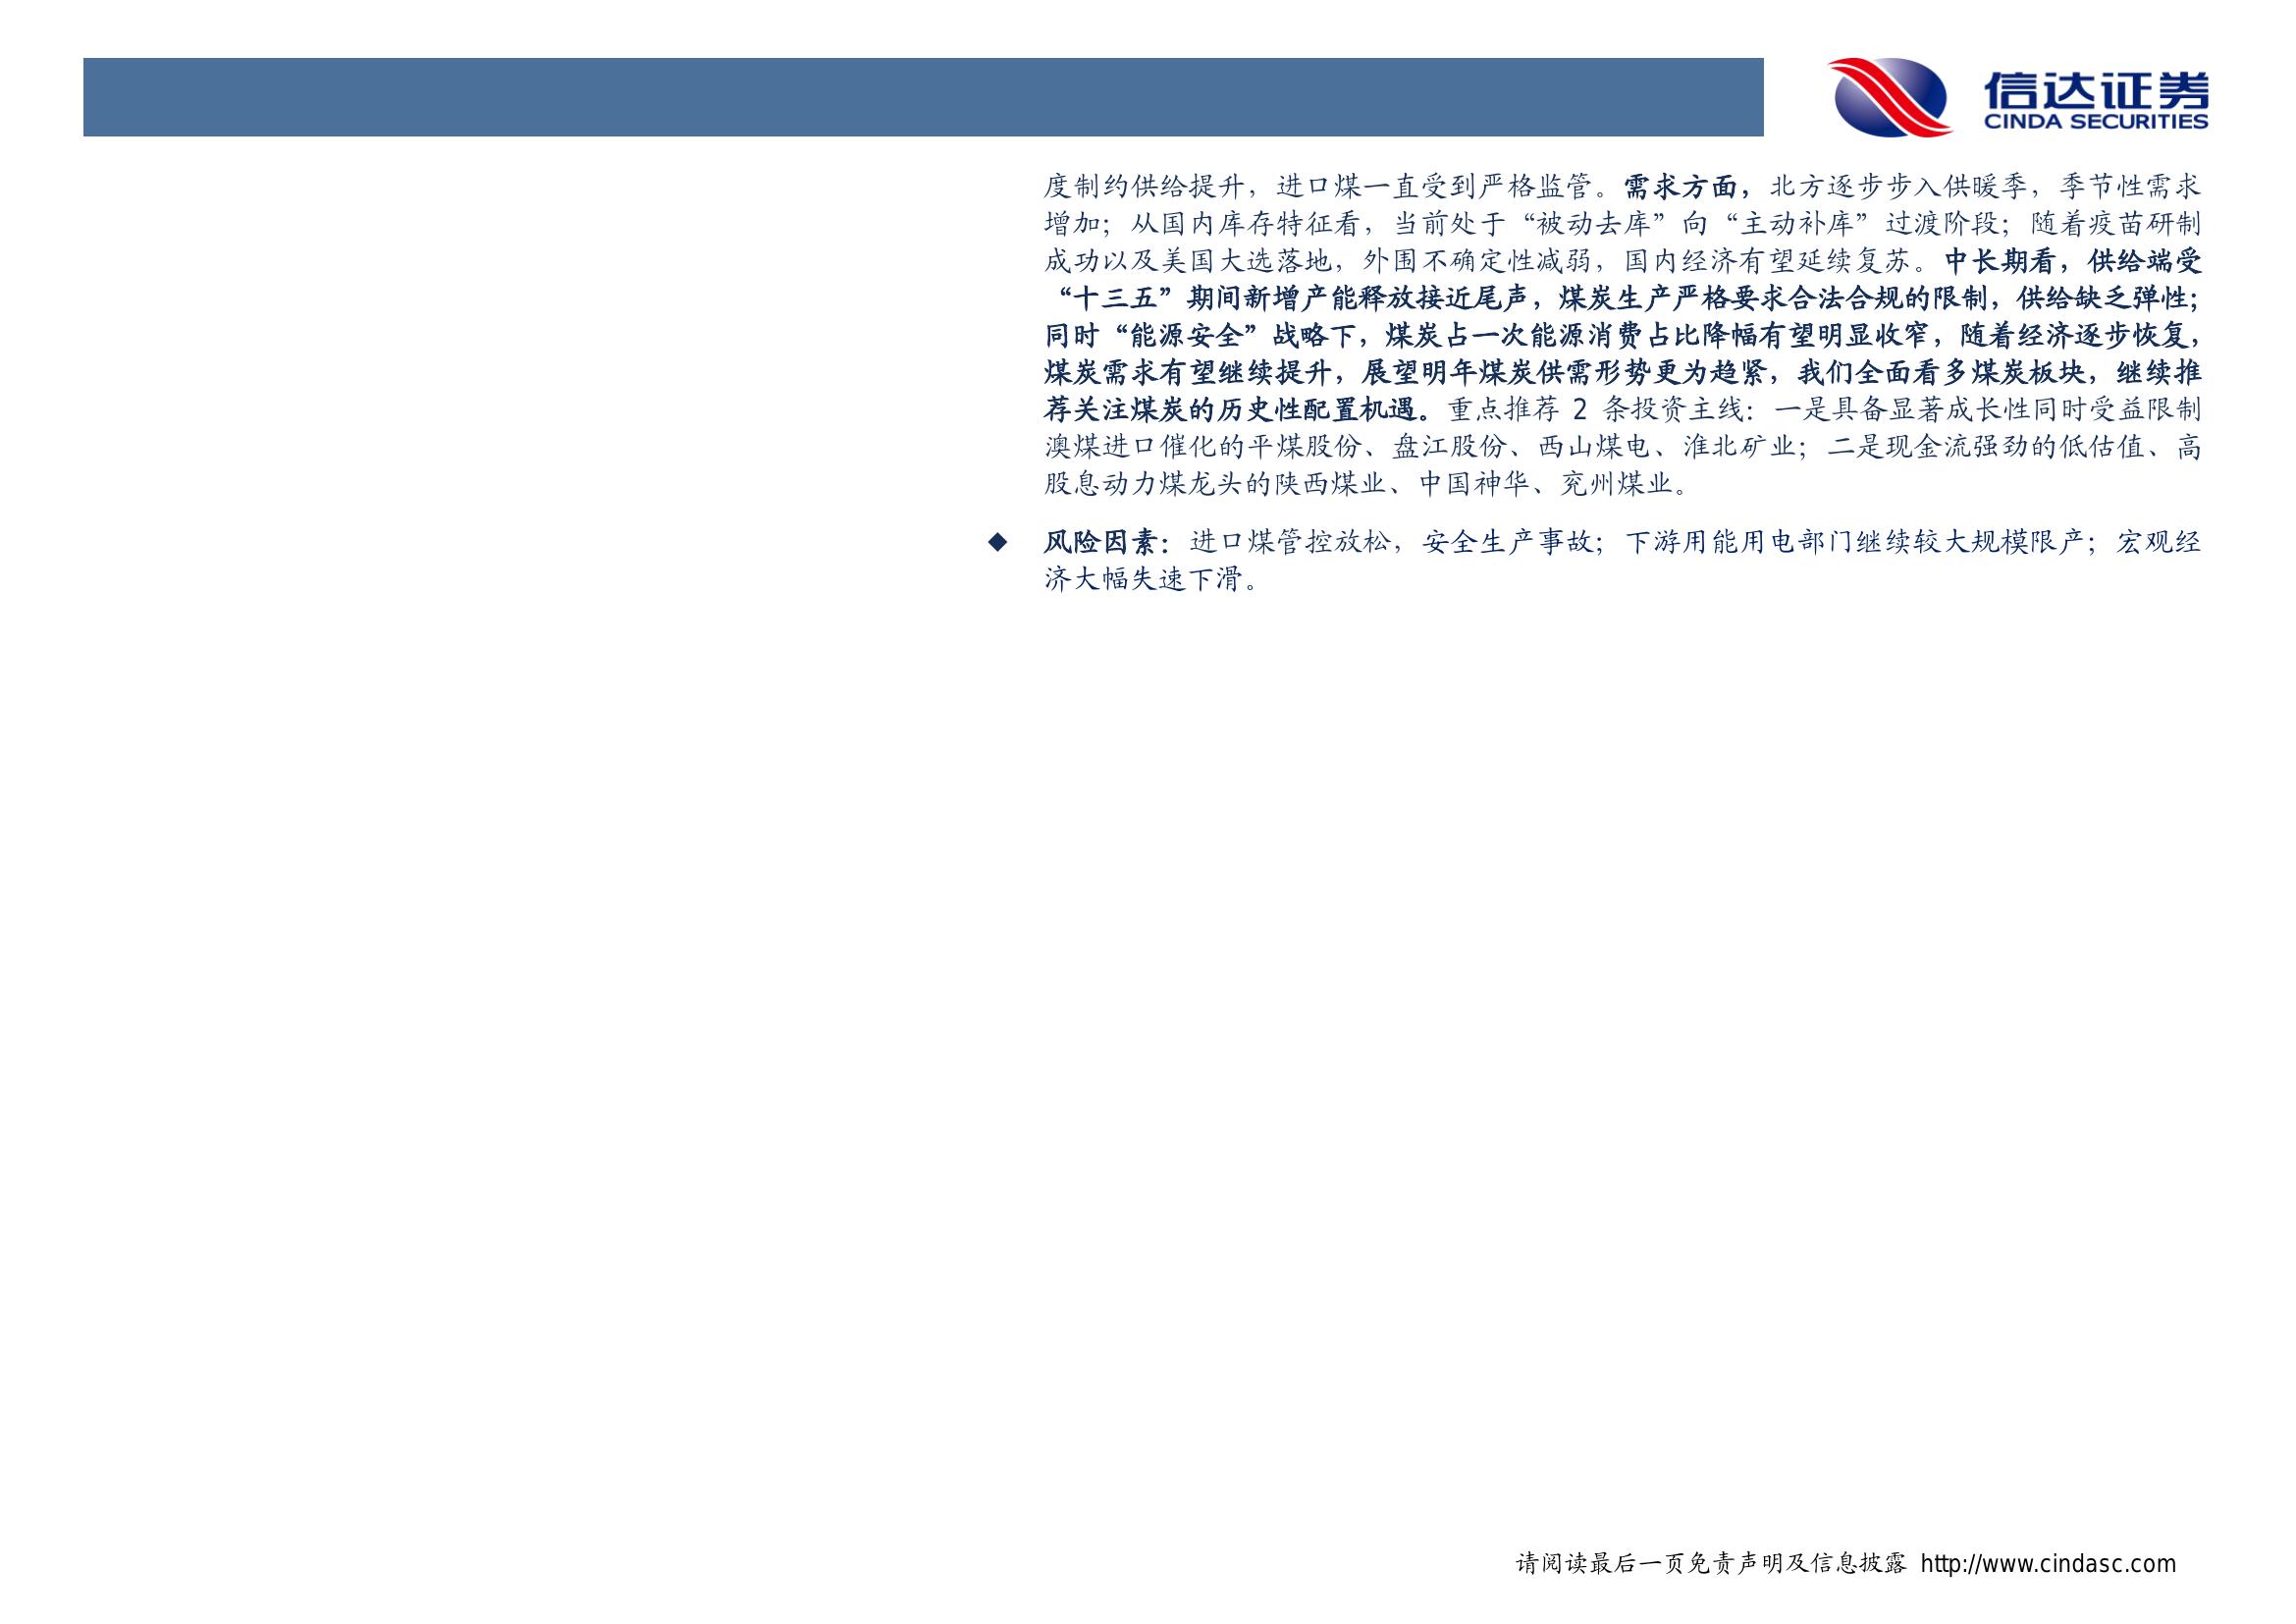 信达证券
CINDA SECURITIES
度制约供给提升，进口煤一直受到严格监管。需求方面，北方逐步步入供暖季，季节性需求
增加；从国内库存特征看，当前处于“被动去库”向“主动补库”过渡阶段；随着疫苗研制
成功以及美国大选落地，外围不确定性减弱，国内经济有望延续复苏。中长期看，供给端受
“十三五”期间新增产能释放接近尾声，煤炭生产严格要求合法合规的限制，供给缺乏弹性；
同时“能源安全”战略下，煤炭占一次能源消费占比降幅有望明显收窄，随着经济逐步恢复，
煤炭需求有望继续提升，展望明年煤炭供需形势更为趋紧，我们全面看多煤炭板块，继续推
荐关注煤炭的历史性配置机遇。重点推荐 2 条投资主线：一是具备显著成长性同时受益限制
澳煤进口催化的平煤股份、盘江股份、西山煤电、淮北矿业；二是现金流强劲的低估值、高
股息动力煤龙头的陕西煤业、中国神华、兖州煤业。
◆ 风险因素：进口煤管控放松，安全生产事故；下游用能用电部门继续较大规模限产；宏观经
济大幅失速下滑。
请阅读最后一页免责声明及信息披露 http://www.cindasc.com